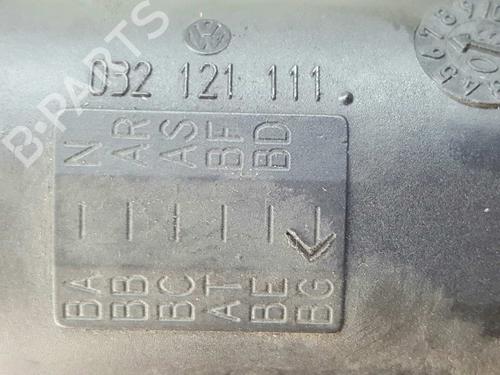 B-PARTS
032 121 111.
N AR AS BF BD
BA BB BC AT BE BG